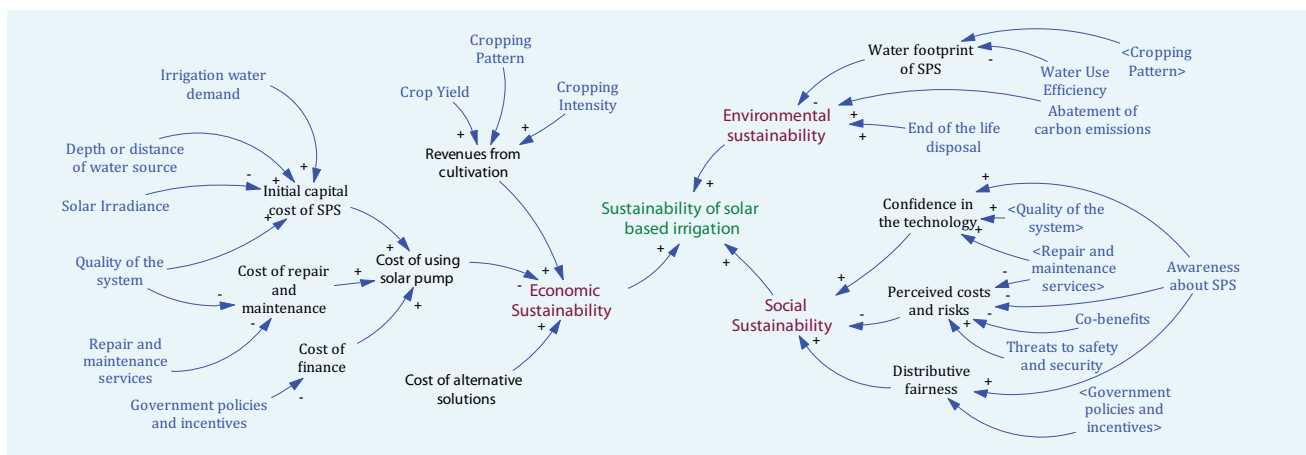 Irrigation water
demand
Depth or distance
of water source
Solar Irradiance
Quality of the
system
Repair and
maintenance
services
Government policies
and incentives
Initial capital
cost of SPS
Cost of repair
and
maintenance
Cost of
finance
Cost of using
solar pump
Crop Yield
Cropping
Pattern
Cropping
Intensity
Revenues from
cultivation
Economic
Sustainability
Cost of alternative
solutions
Sustainability of solar
based irrigation
Environmental
sustainability
Water footprint
of SPS
<Cropping
Pattern>
Water Use
Efficiency
Abatement of
carbon emissions
End of the life
disposal
Social
Sustainability
Confidence in
the technology
<Quality of the
system>
<Repair and
maintenance
services>
Awareness
about SPS
Perceived costs
and risks
Co-benefits
Threats to safety
and security
Distributive
fairness
<Government
policies and
incentives>